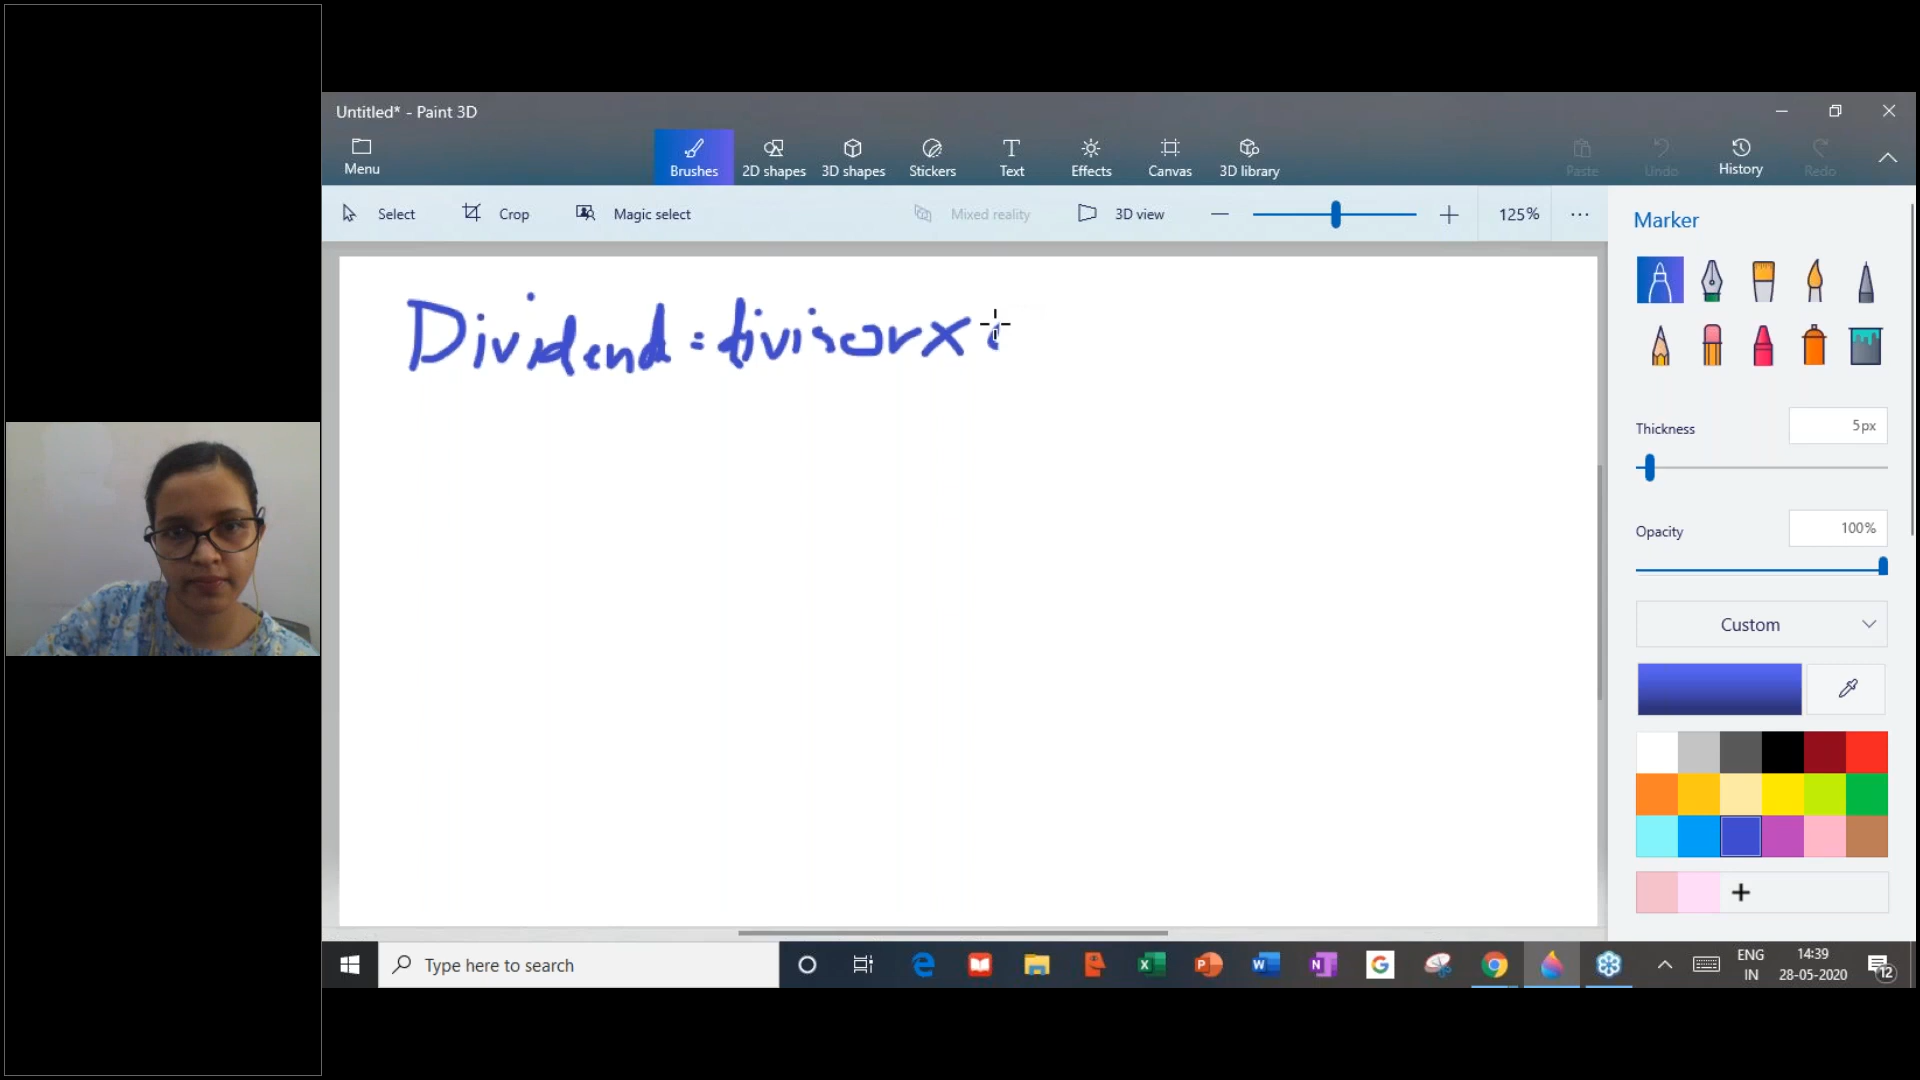 Untitled* - Paint 3D
Menu
Brushes
2D shapes
3D shapes
Stickers
Text
Effects
Canvas
3D library
Paste
Undo
History
Redo
Select
Crop
Magic select
Mixed reality
3D view
125%
Marker
Dividend = divisor x
Thickness
5px
Opacity
100%
Custom
Type here to search
ENG
IN
14:39
28-05-2020
12